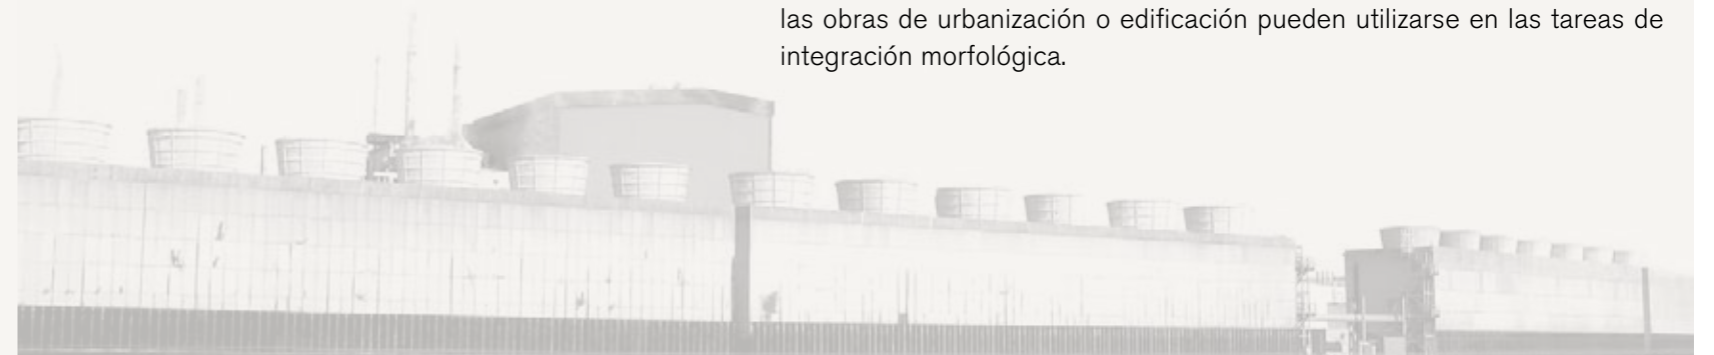 las obras de urbanización o edificación pueden utilizarse en las tareas de
integración morfológica.